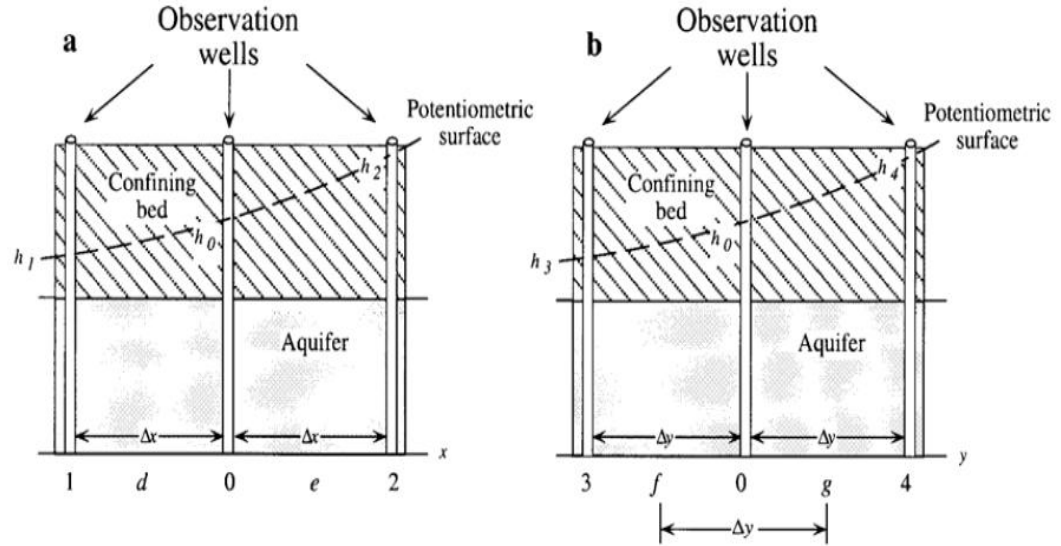 a
Observation
wells
Potentiometric
surface
h2
Confining
bed
h0
h1
Aquifer
Δx
Δx
x
1 d 0 e 2
b
Observation
wells
Potentiometric
surface
h4
Confining
bed
h0
h3
Aquifer
Δy
Δy
y
3 f 0 g 4
Δy